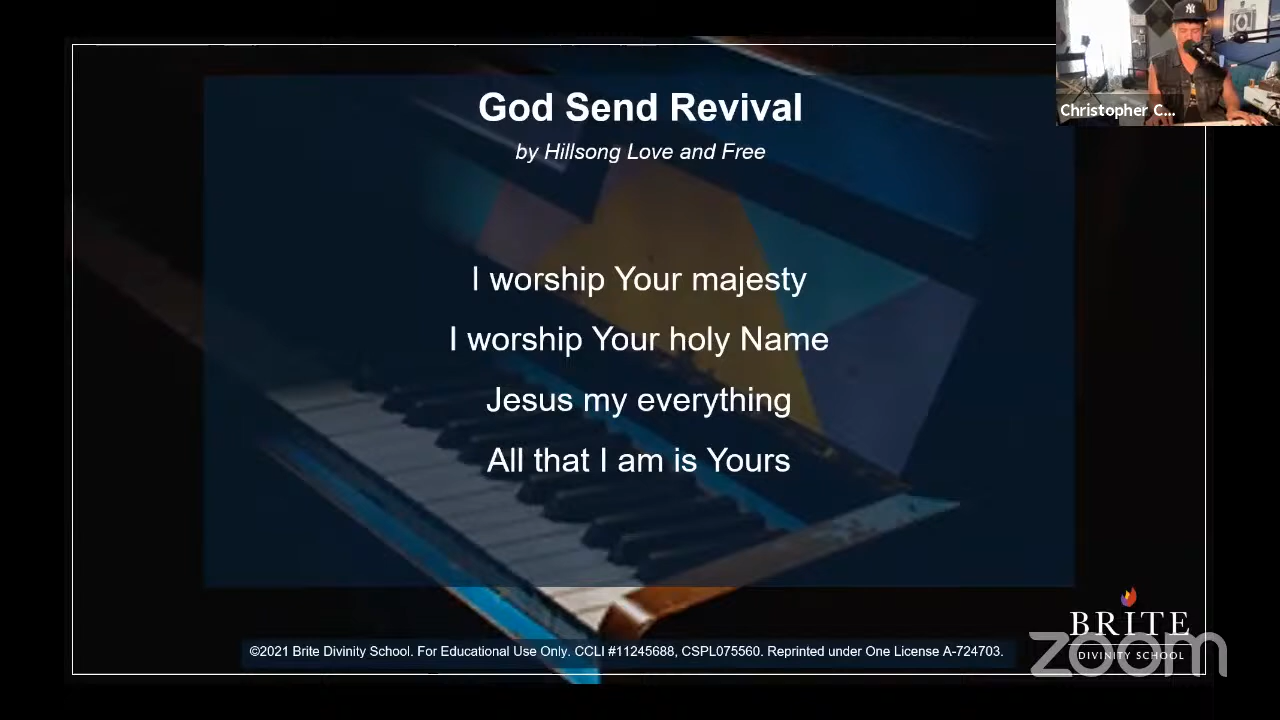 God Send Revival
by Hillsong Love and Free
Christopher C...
I worship Your majesty
I worship Your holy Name
Jesus my everything
All that I am is Yours
©2021 Brite Divinity School. For Educational Use Only. CCLI #11245688, CSPL075560. Reprinted under One License A-724703.
BRITE
DIVINITY SCHOOL
zoom